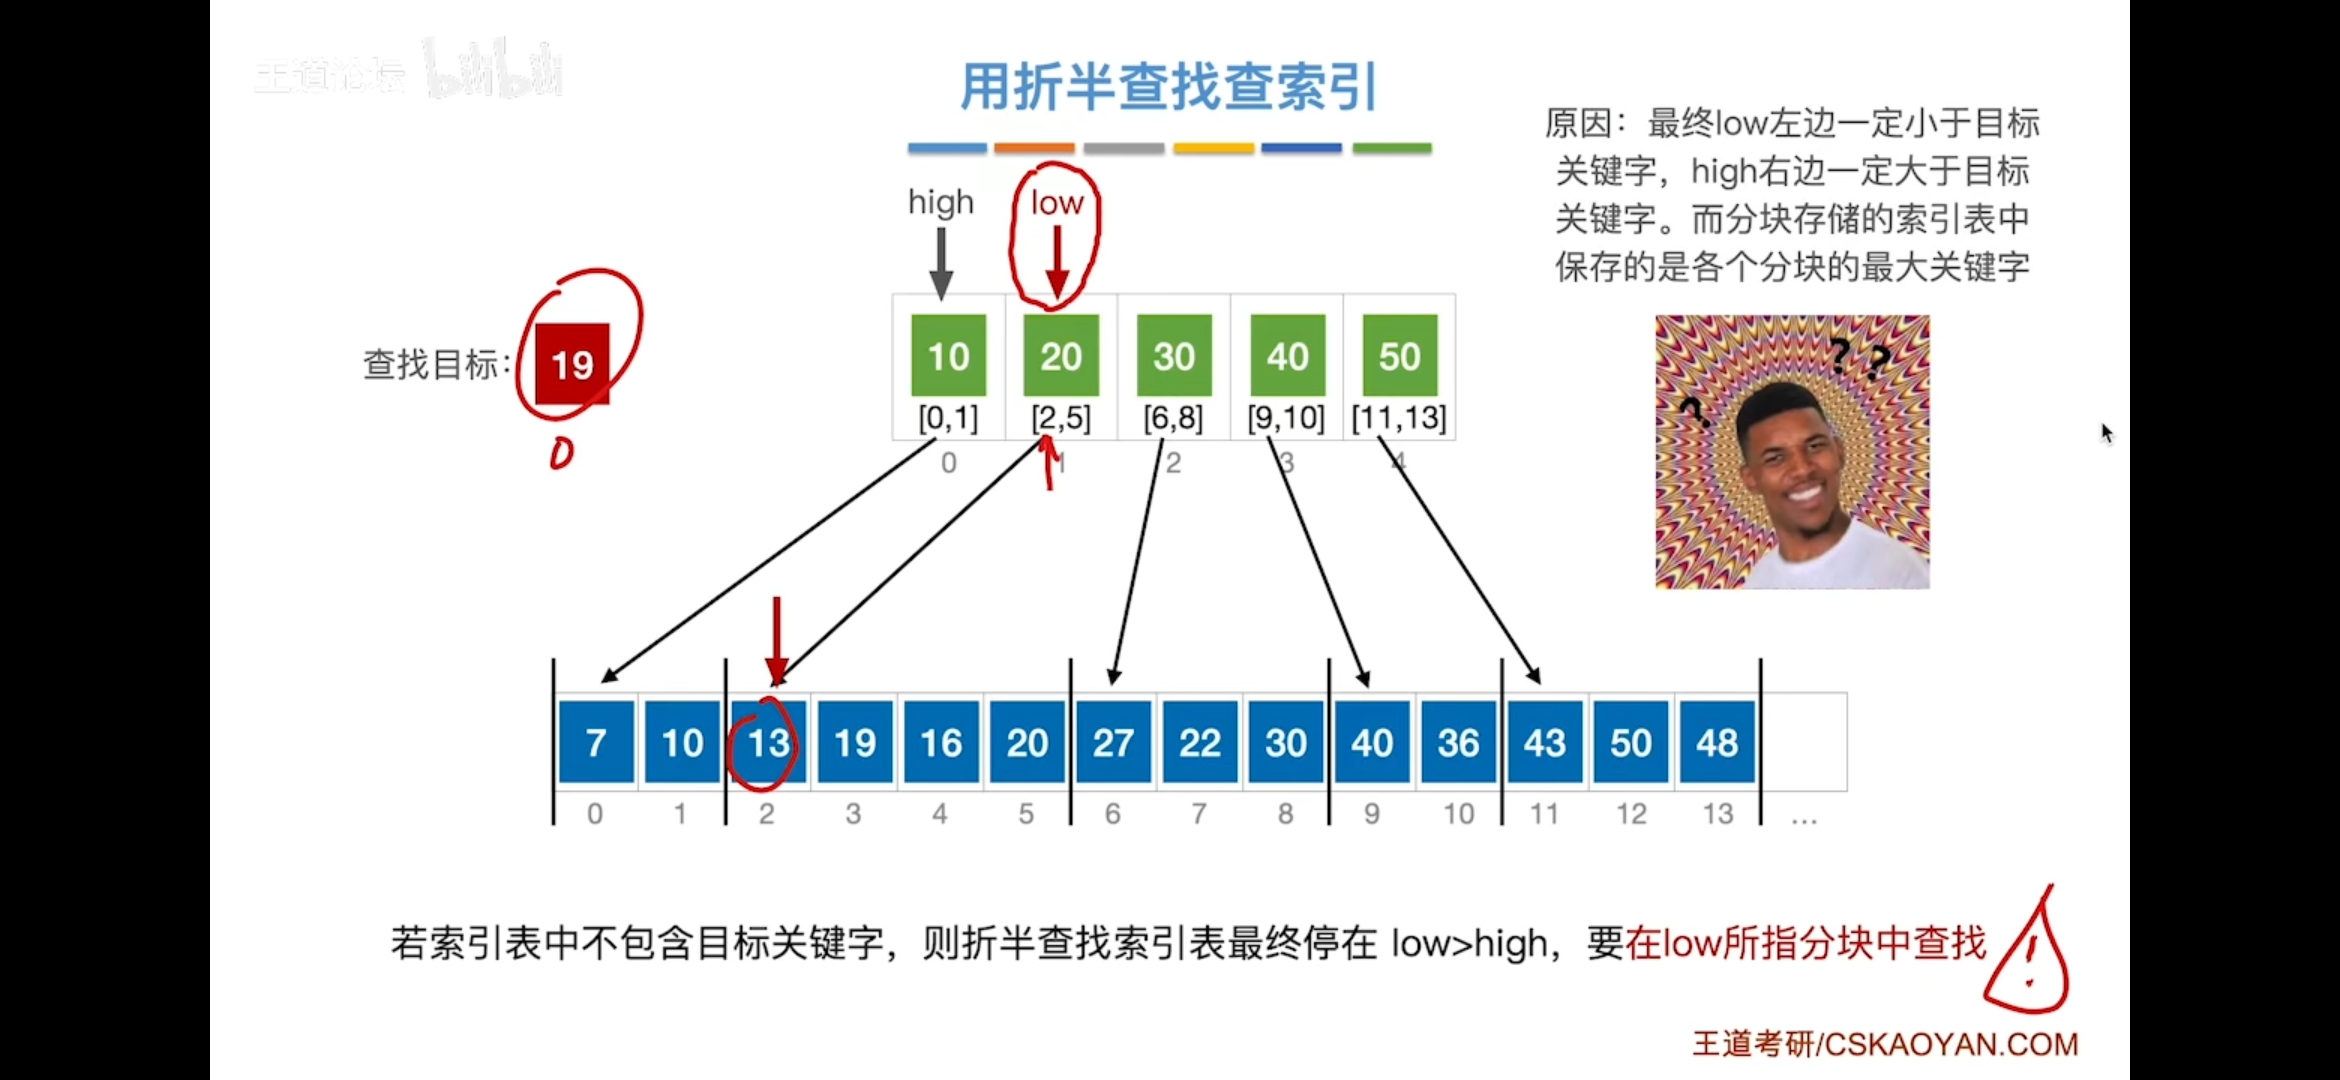 王道论坛 bilibili
用折半查找查索引
原因：最终low左边一定小于目标
关键字，high右边一定大于目标
关键字。而分块存储的索引表中
保存的是各个分块的最大关键字
high low
查找目标： 19
0
10 20 30 40 50
[0,1] [2,5] [6,8] [9,10] [11,13]
0 1 2 3 4
? ? ?
7 10 13 19 16 20 27 22 30 40 36 43 50 48
0 1 2 3 4 5 6 7 8 9 10 11 12 13 ...
若索引表中不包含目标关键字，则折半查找索引表最终停在 low>high，要在low所指分块中查找
!
王道考研/CSKAOYAN.COM